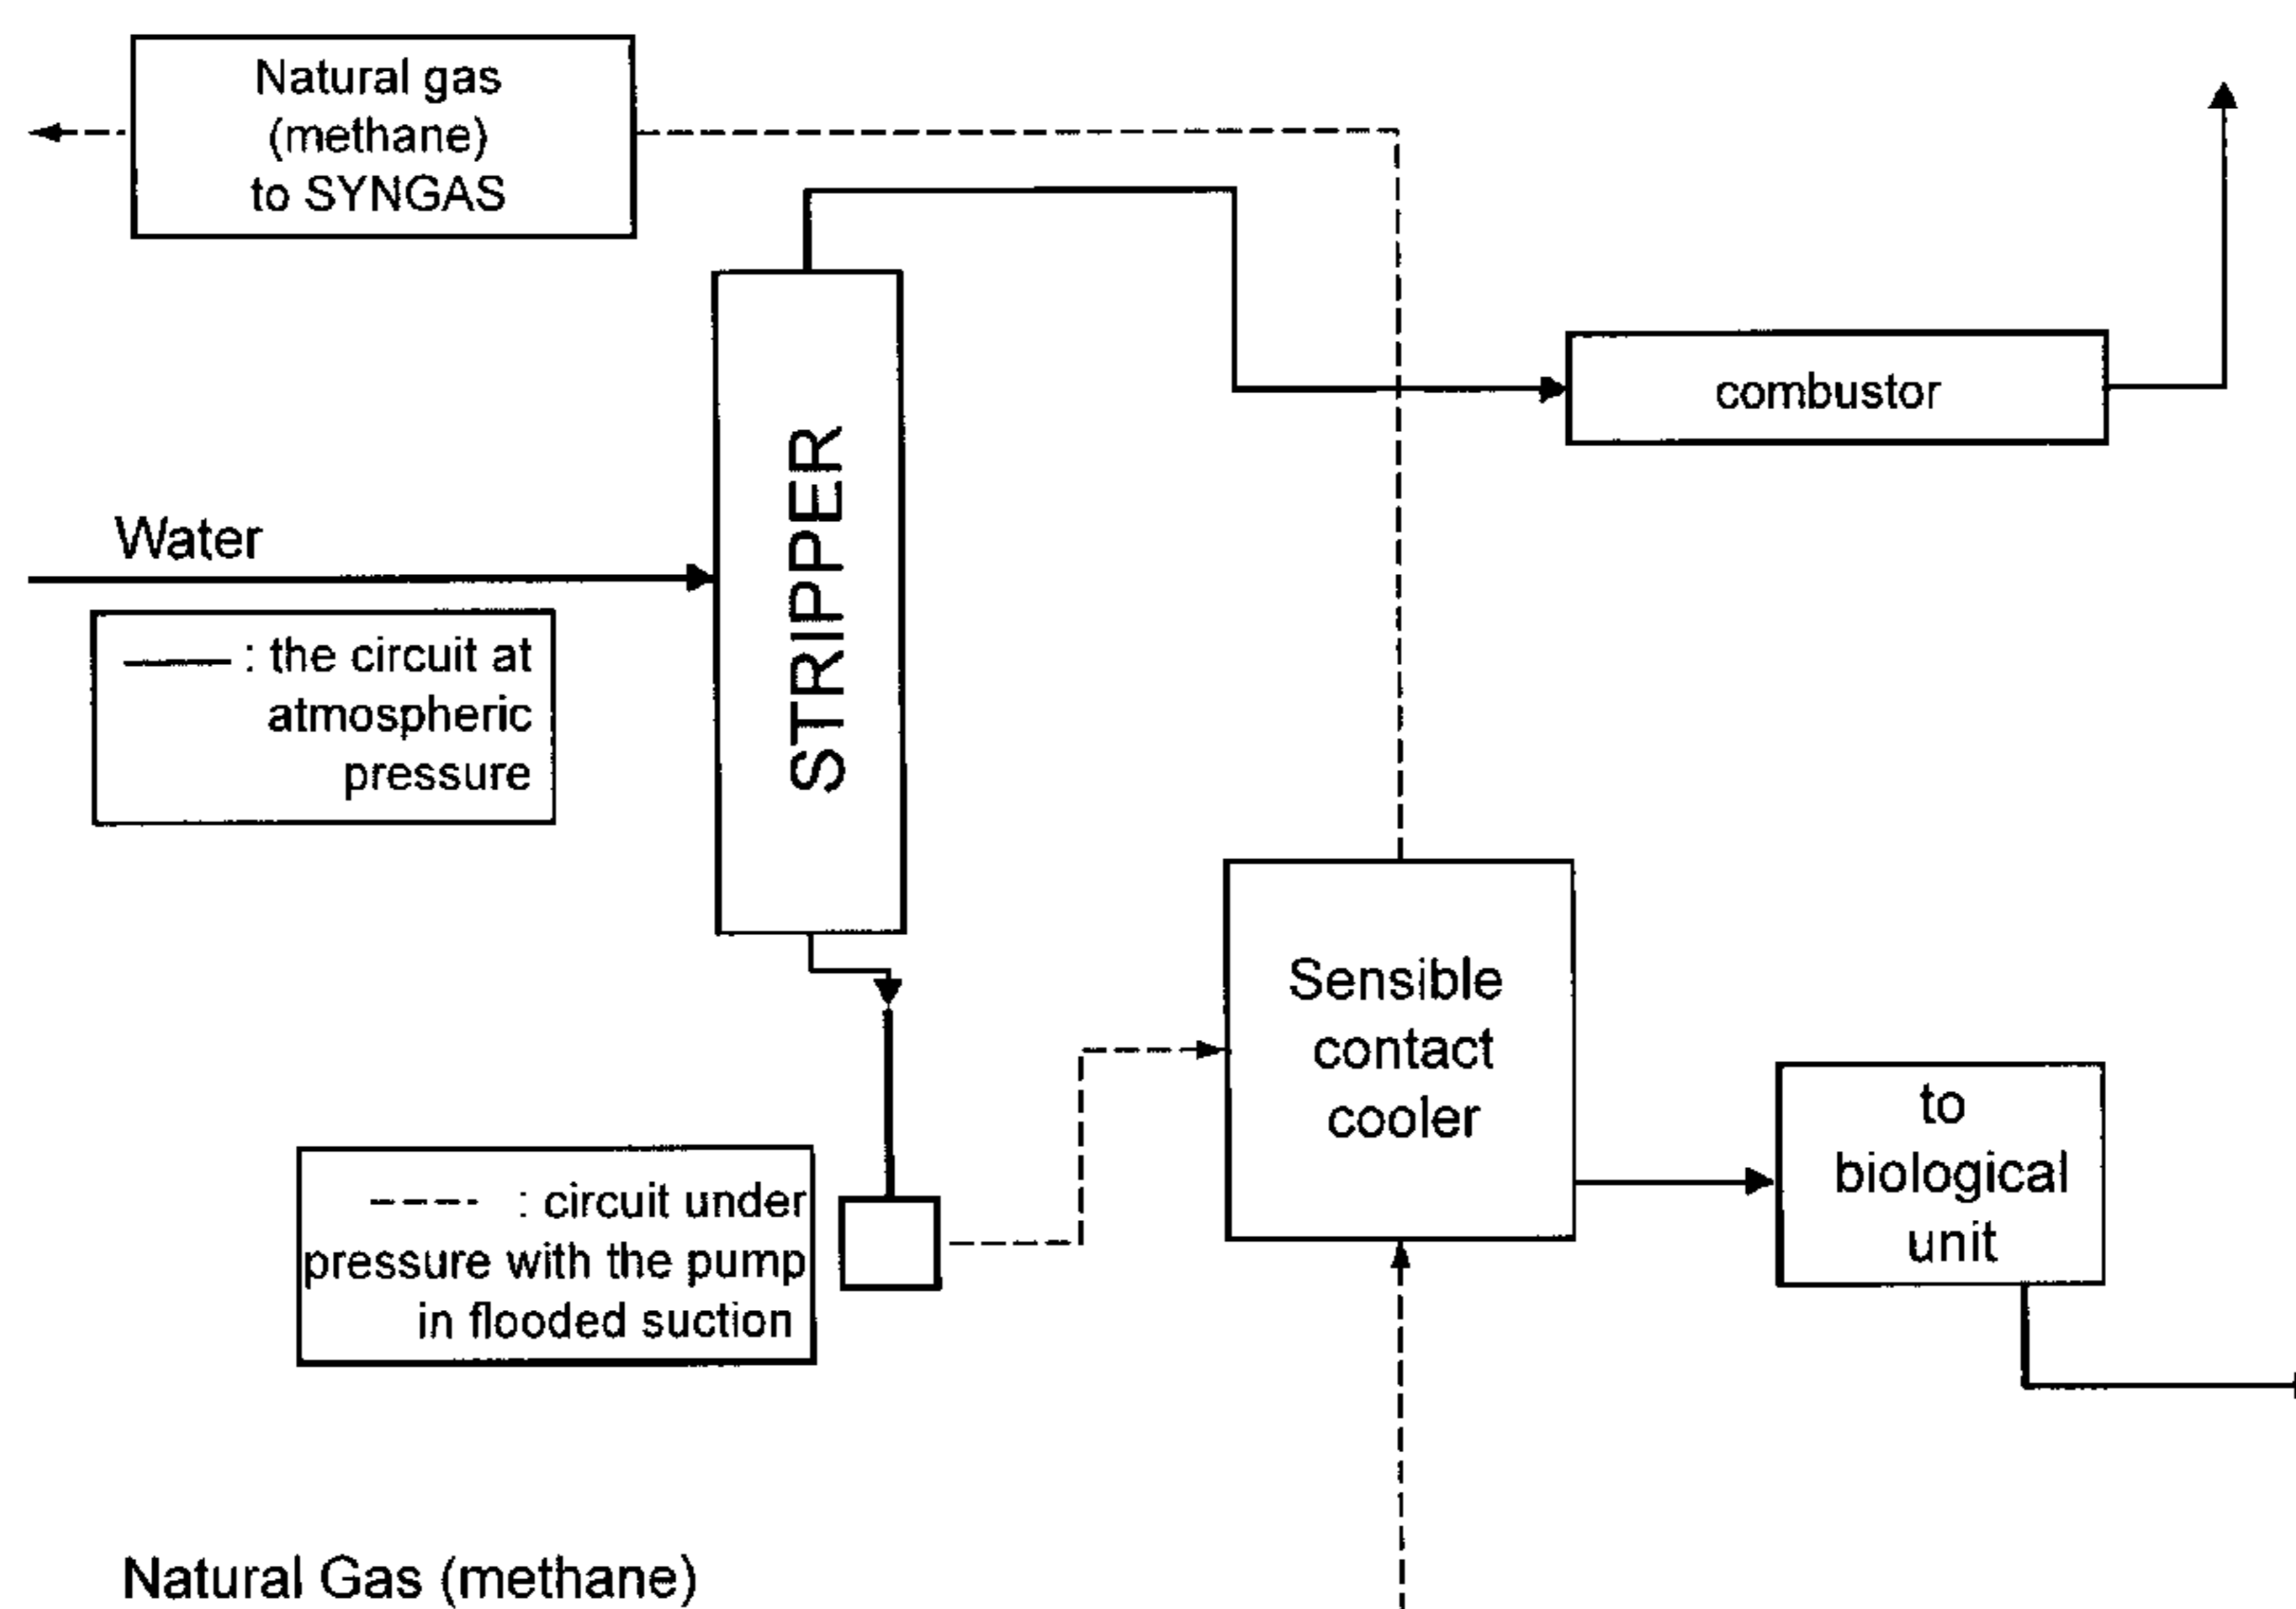 Natural gas
(methane)
to SYNGAS
combustor
STRIPPER
Water
: the circuit at
atmospheric
pressure
Sensible
contact
cooler
to
biological
unit
: circuit under
pressure with the pump
in flooded suction
Natural Gas (methane)